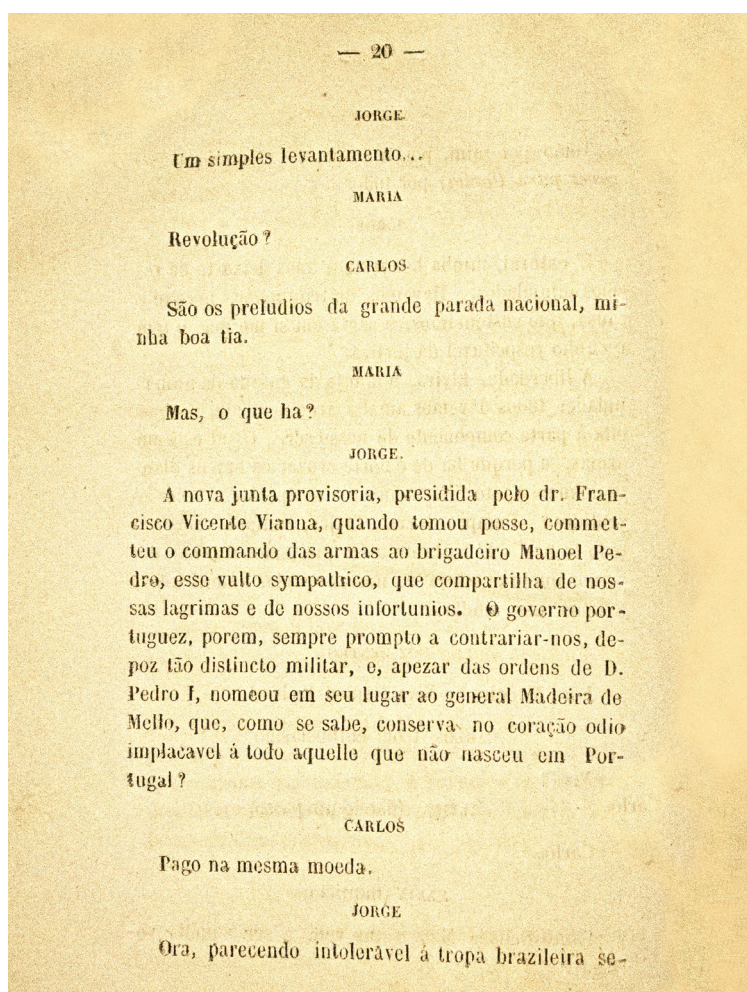 — 20 —
JORGE.
Um simples levantamento...
MARIA
Revolução?
CARLOS
São os preludios da grande parada nacional, mi-
nha boa tia.
MARIA
Mas, o que ha?
JORGE.
A nova junta provisoria, presidida pelo dr. Fran-
cisco Vicente Vianna, quando tomou posse, commet-
teu o commando das armas ao brigadeiro Manoel Pe-
dro, esse vulto sympathico, que compartilha de nos-
sas lagrimas e de nossos infortunios. O governo por-
tuguez, porem, sempre prompto a contrariar-nos, de-
poz tão distincto militar, e, apezar das ordens de D.
Pedro I, nomeou em seu lugar ao general Madeira de
Mello, que, como se sabe, conserva no coração odio
implacavel á todo aquelle que não nasceu em Por-
tugal?
CARLOS
Pago na mesma moeda.
JORGE
Ora, parecendo intoleravel á tropa brazileira se-